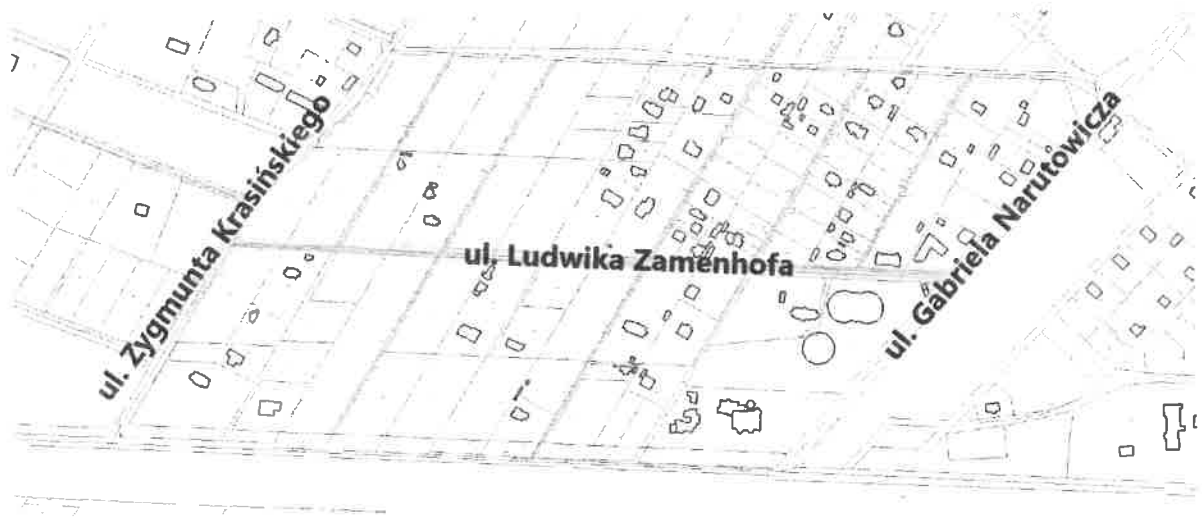 ul. Zygmunta Krasińskiego
ul. Ludwika Zamenhofa
ul. Gabriela Narutowicza